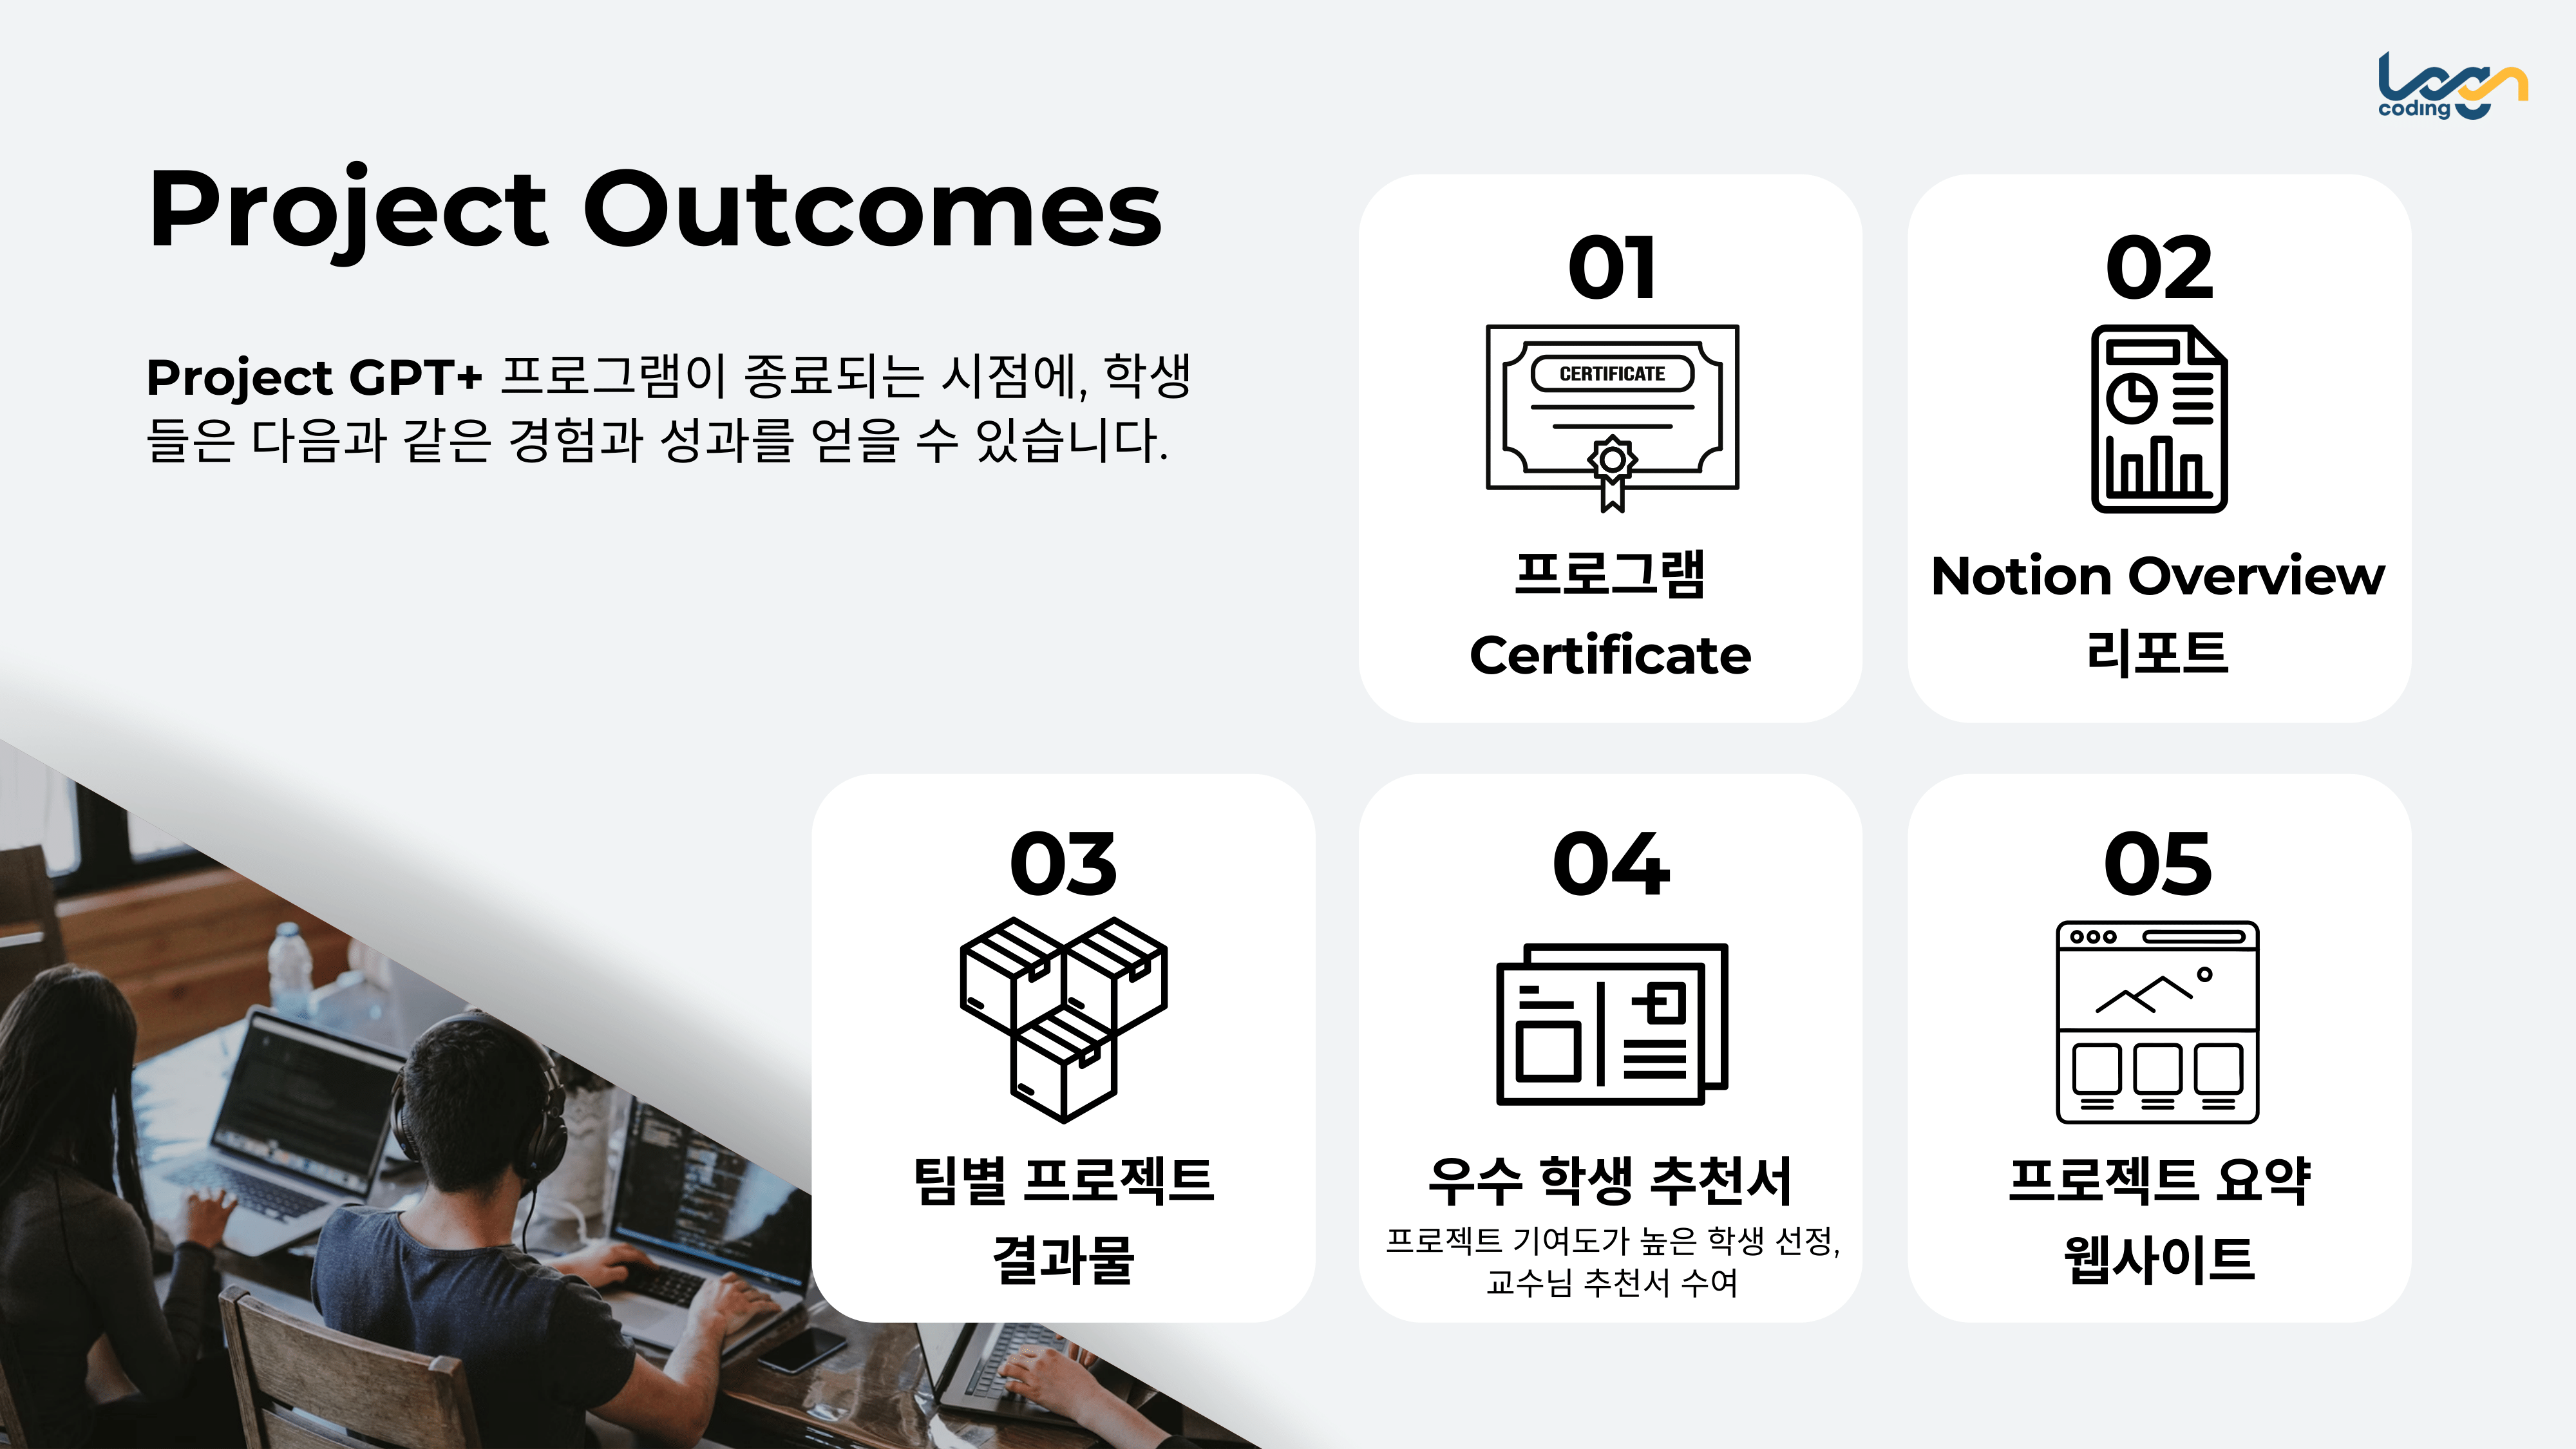 Logan
coding
Project Outcomes
Project GPT+ 프로그램이 종료되는 시점에, 학생
들은 다음과 같은 경험과 성과를 얻을 수 있습니다.
01
CERTIFICATE
프로그램
Certificate
02
Notion Overview
리포트
03
팀별 프로젝트
결과물
04
우수 학생 추천서
프로젝트 기여도가 높은 학생 선정,
교수님 추천서 수여
05
프로젝트 요약
웹사이트